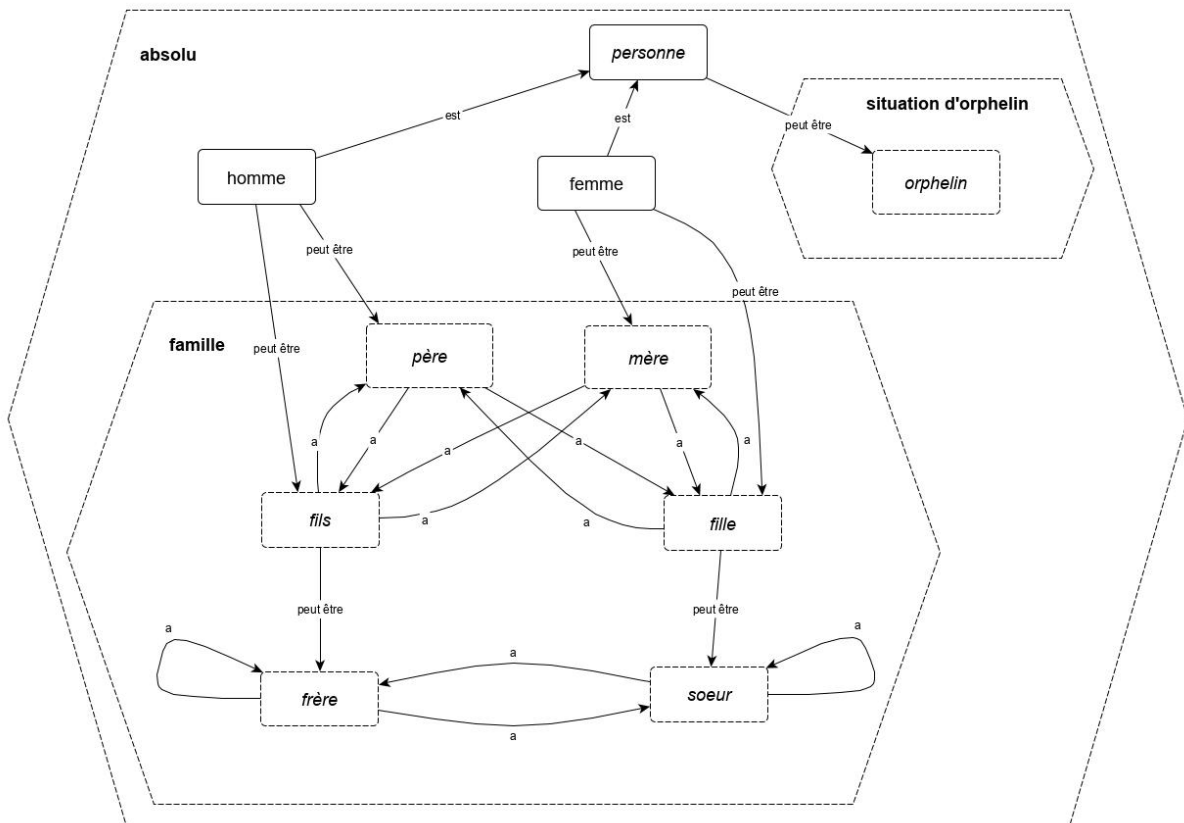 personne
absolu
situation d'orphelin
est
est
peut être
homme
femme
orphelin
peut être
peut être
peut être
famille
peut être
père
mère
a
a
a
a
a
a
a
a
fils
fille
peut être
peut être
a
a
a
frère
soeur
a